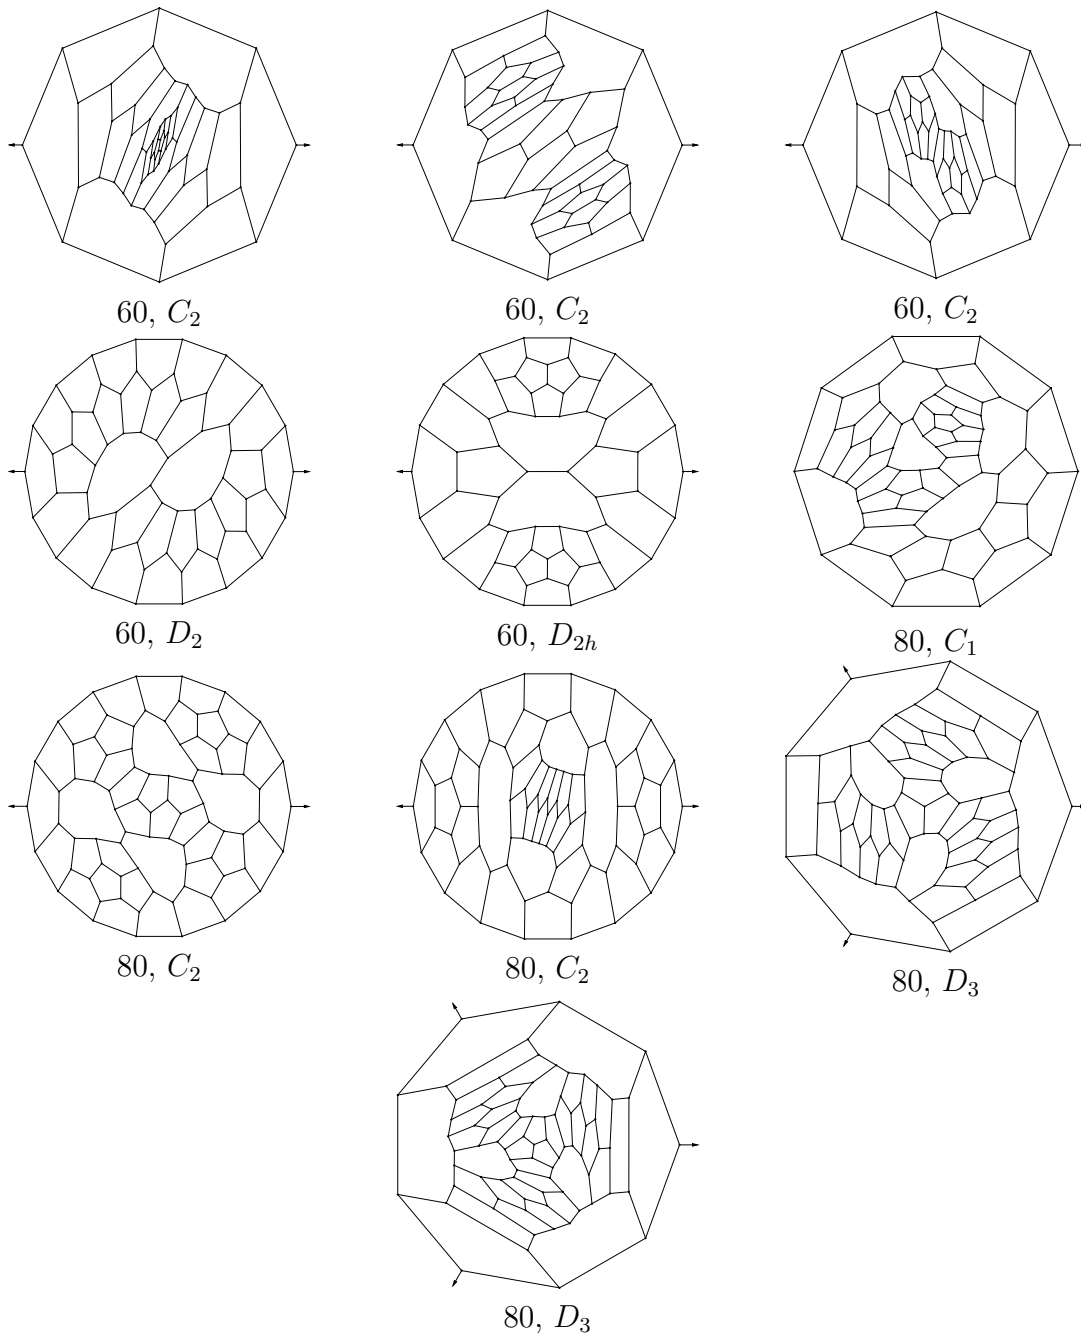 60, C₂
60, C₂
60, C₂
60, D₂
60, D₂ₕ
80, C₁
80, C₂
80, C₂
80, D₃
80, D₃